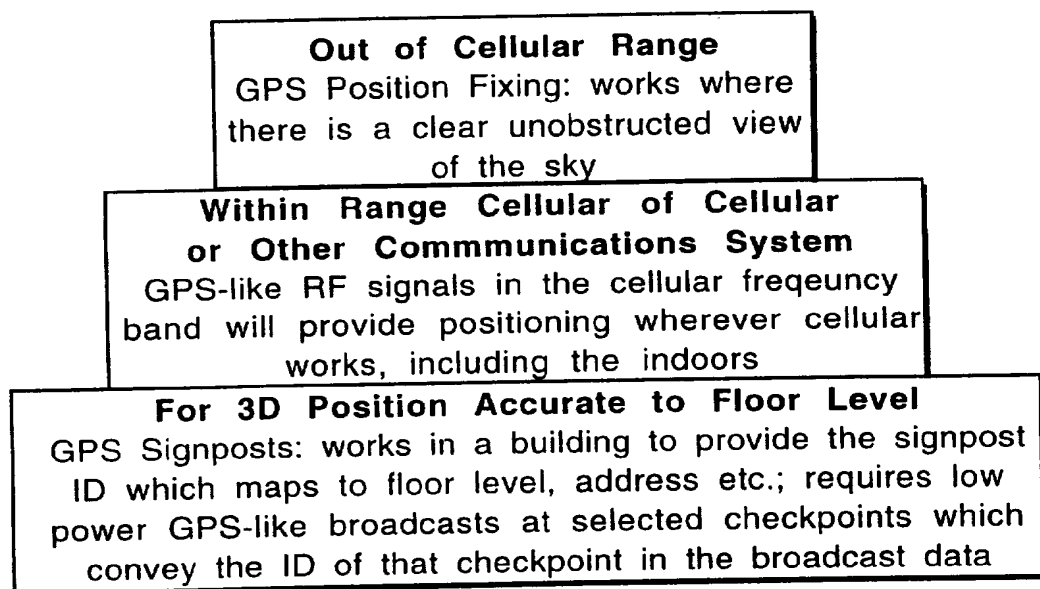 Out of Cellular Range
GPS Position Fixing: works where
there is a clear unobstructed view
of the sky
Within Range Cellular of Cellular
or Other Commmunications System
GPS-like RF signals in the cellular freqeuncy
band will provide positioning wherever cellular
works, including the indoors
For 3D Position Accurate to Floor Level
GPS Signposts: works in a building to provide the signpost
ID which maps to floor level, address etc.; requires low
power GPS-like broadcasts at selected checkpoints which
convey the ID of that checkpoint in the broadcast data